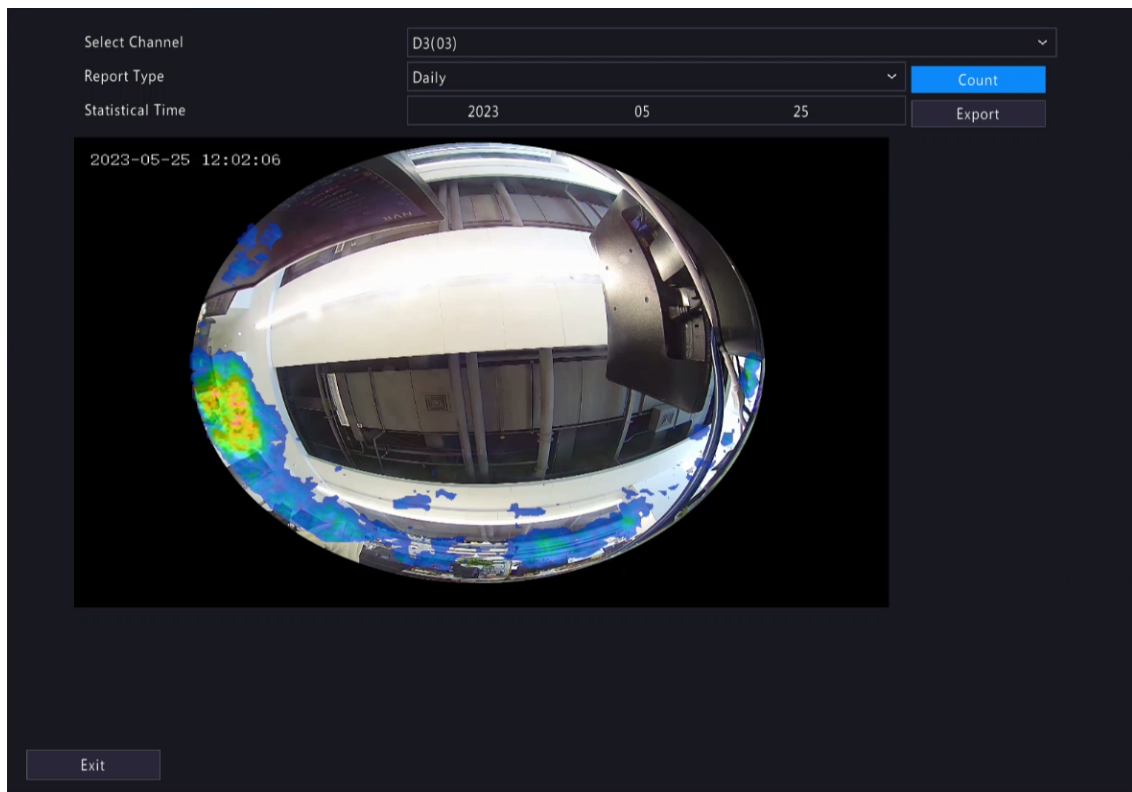 Select Channel D3(03)
Report Type Daily Count
Statistical Time 2023 05 25 Export
2023-05-25 12:02:06
NVR
Exit